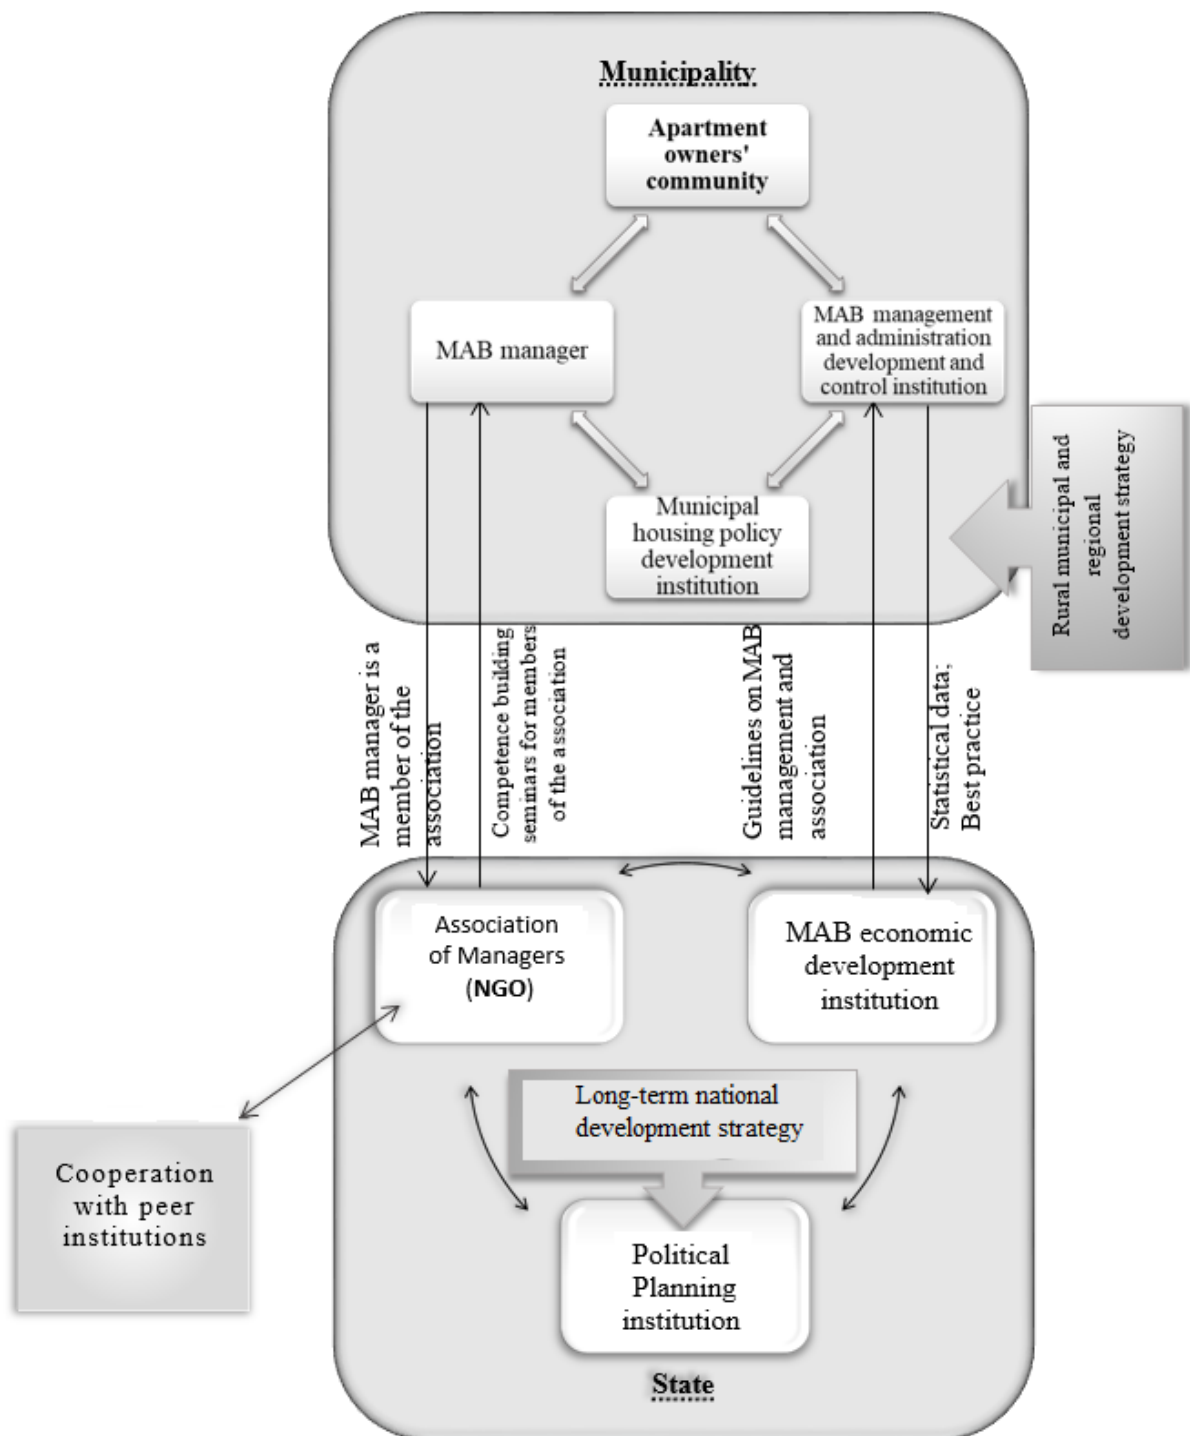 Municipality
Apartment
owners'
community
MAB manager
MAB management
and administration
development and
control institution
Municipal
housing policy
development
institution
Rural municipal and
regional
development strategy
MAB manager is a
member of the
association
Competence building
seminars for members
of the association
Guidelines on MAB
management and
association
Statistical data;
Best practice
Association
of Managers
(NGO)
MAB economic
development
institution
Long-term national
development strategy
Cooperation
with peer
institutions
Political
Planning
institution
State